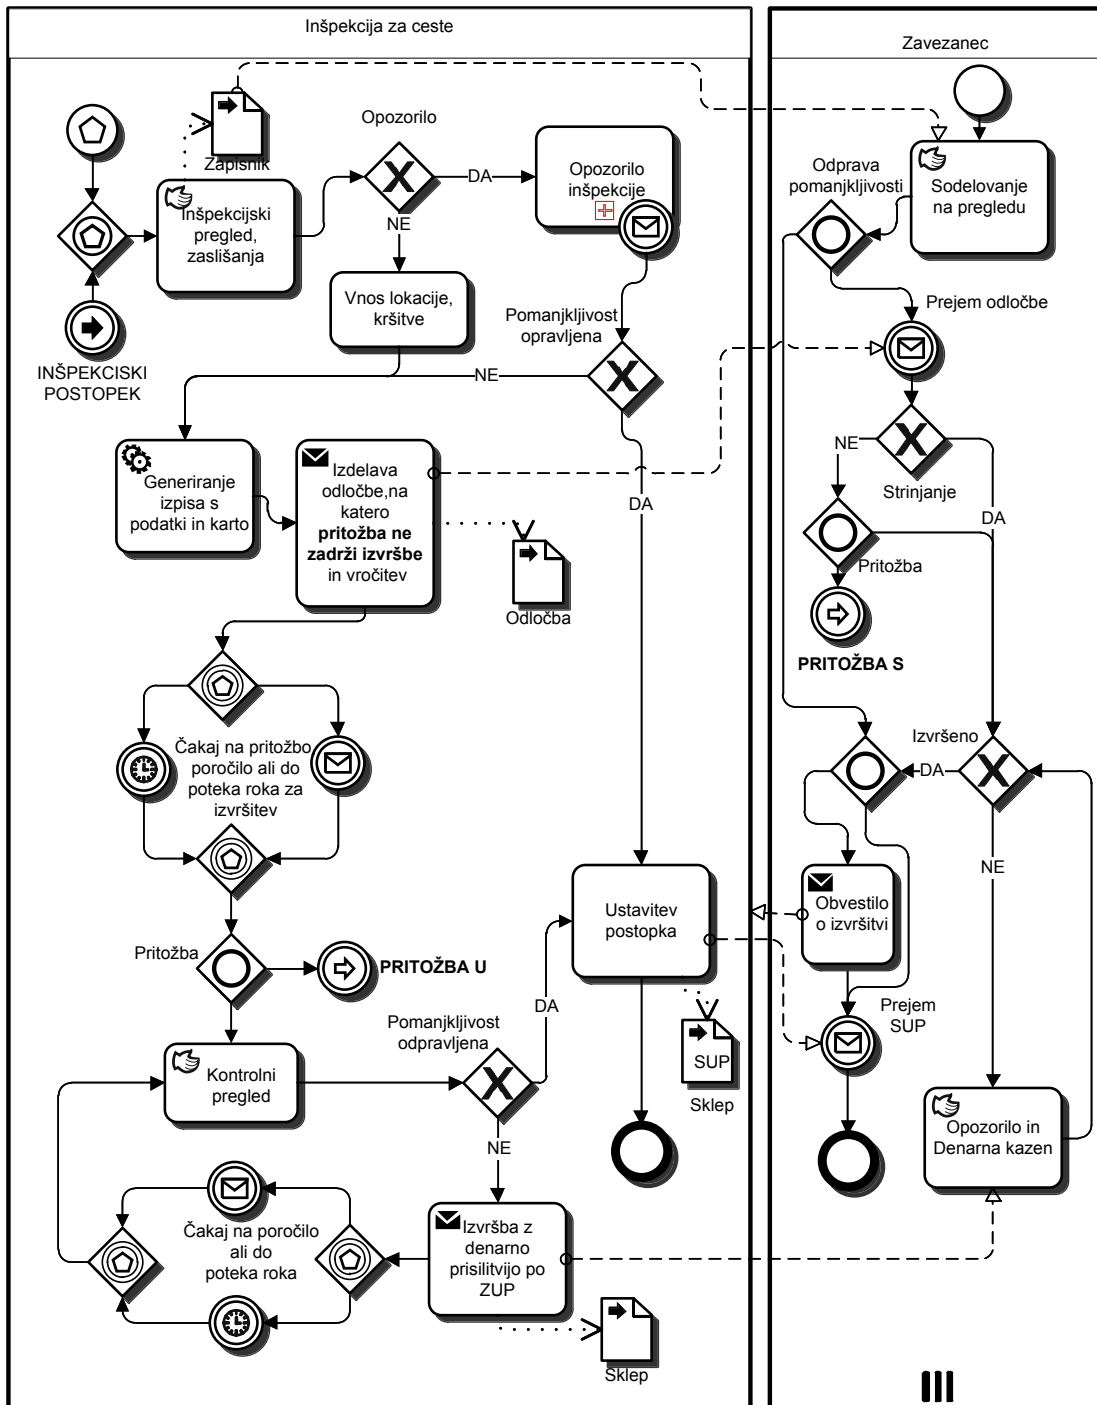 Inšpekcija za ceste
Zavezanec
Opozorilo
Zapisnik
Inšpekcijski
pregled,
zaslišanja
DA
Opozorilo
inšpekcije
NE
Odprava
pomanjkljivosti
Sodelovanje
na pregledu
Vnos lokacije,
kršitve
Pomanjkljivost
opravljena
Prejem odločbe
INŠPEKCISKI
POSTOPEK
NE
NE
Strinjanje
DA
DA
Generiranje
izpisa s
podatki in karto
Izdelava
odločbe,na
katero
pritožba ne
zadrži izvršbe
in vročitev
Odločba
Pritožba
PRITOŽBA S
Čakaj na pritožbo
poročilo ali do
poteka roka za
izvršitev
Izvršeno
DA
NE
Ustavitev
postopka
Obvestilo
o izvršitvi
Pritožba
PRITOŽBA U
DA
Pomanjkljivost
odpravljena
Prejem
SUP
SUP
Sklep
Kontrolni
pregled
NE
Opozorilo in
Denarna kazen
Čakaj na poročilo
ali do
poteka roka
Izvršba z
denarno
prisilitvijo po
ZUP
Sklep